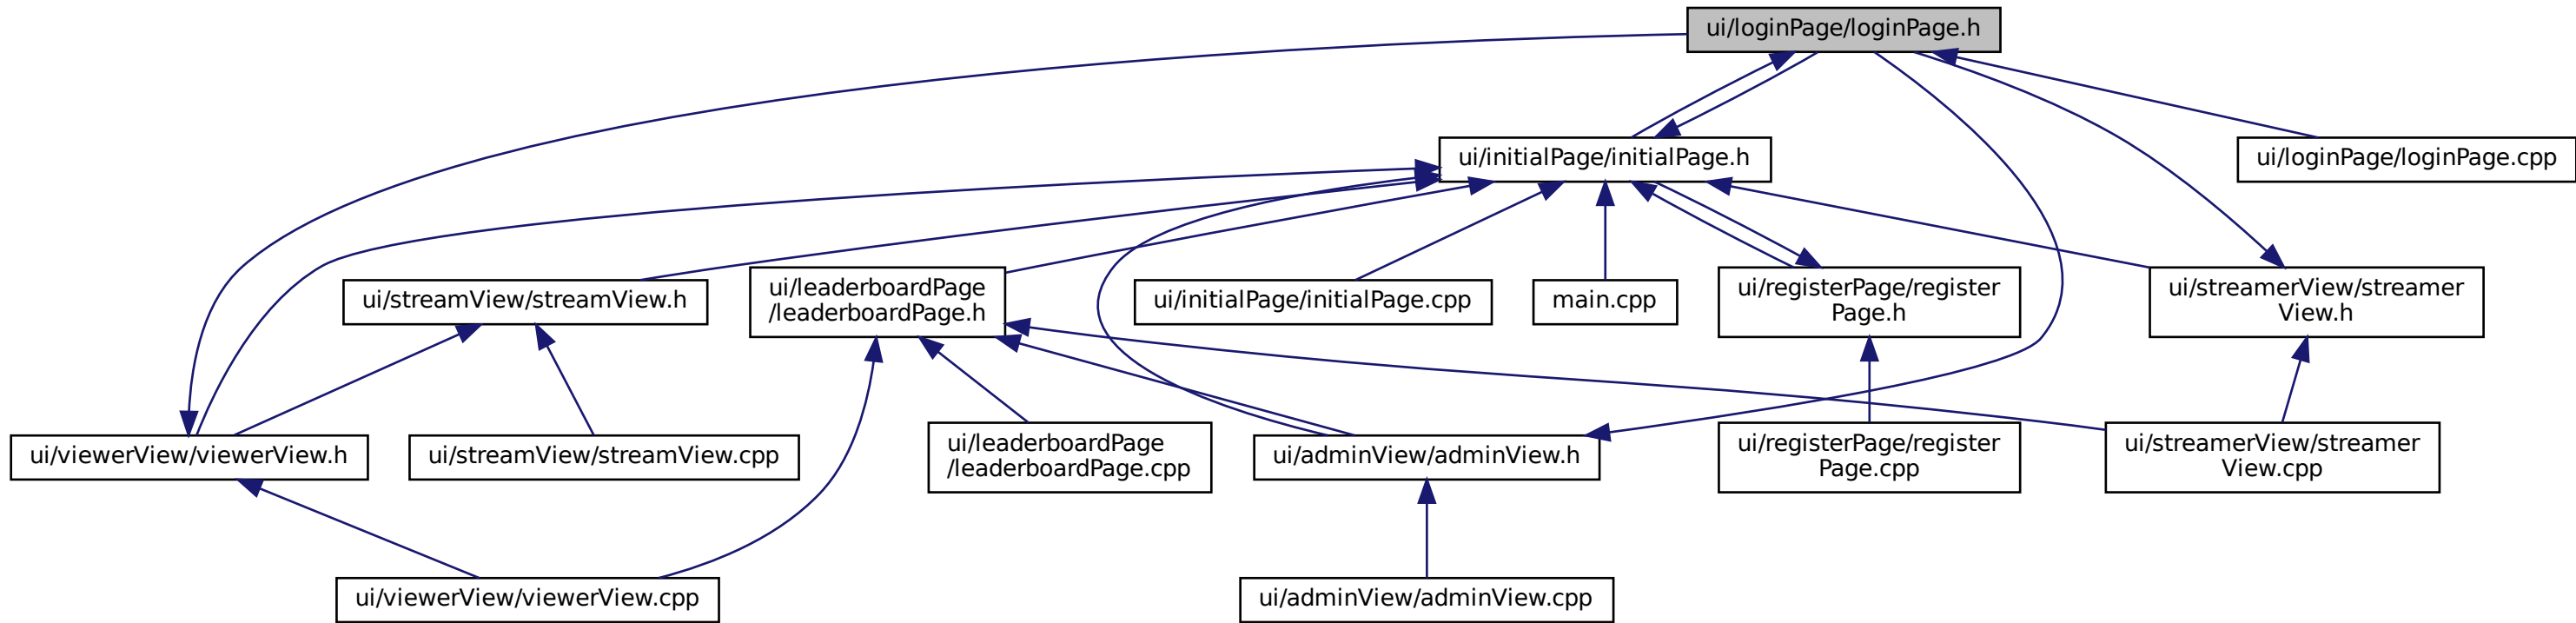 ui/loginPage/loginPage.h
ui/initialPage/initialPage.h
ui/loginPage/loginPage.cpp
ui/streamView/streamView.h
ui/leaderboardPage
/leaderboardPage.h
ui/initialPage/initialPage.cpp
main.cpp
ui/registerPage/register
Page.h
ui/streamerView/streamer
View.h
ui/viewerView/viewerView.h
ui/streamView/streamView.cpp
ui/leaderboardPage
/leaderboardPage.cpp
ui/adminView/adminView.h
ui/registerPage/register
Page.cpp
ui/streamerView/streamer
View.cpp
ui/viewerView/viewerView.cpp
ui/adminView/adminView.cpp